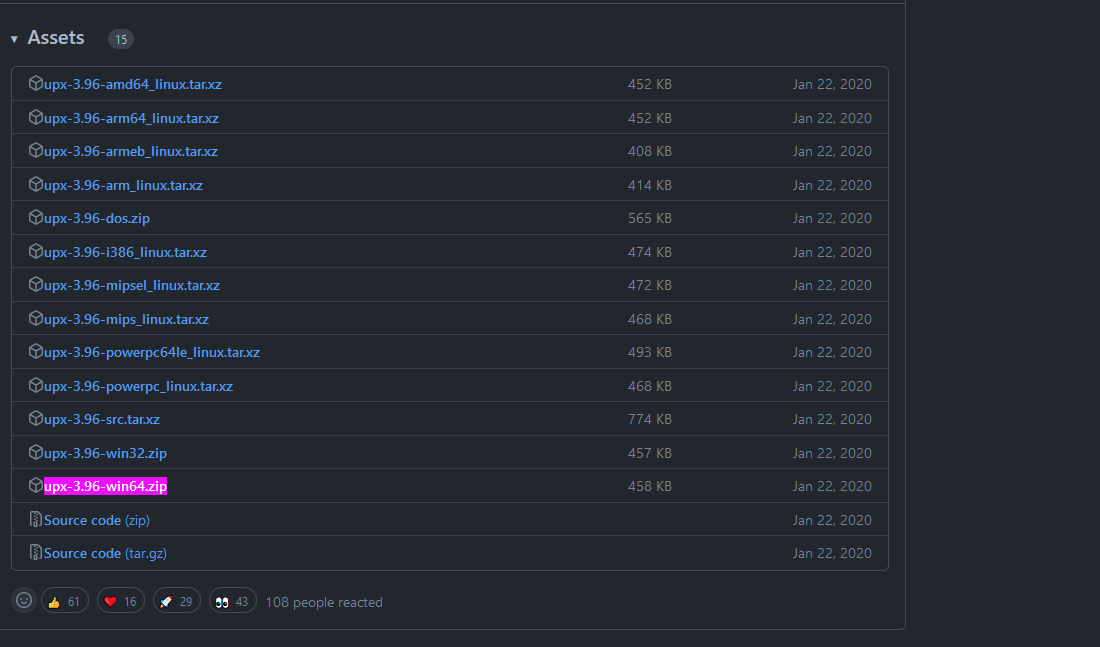 Assets 15
upx-3.96-amd64_linux.tar.xz 452 KB Jan 22, 2020
upx-3.96-arm64_linux.tar.xz 452 KB Jan 22, 2020
upx-3.96-armeb_linux.tar.xz 408 KB Jan 22, 2020
upx-3.96-arm_linux.tar.xz 414 KB Jan 22, 2020
upx-3.96-dos.zip 565 KB Jan 22, 2020
upx-3.96-i386_linux.tar.xz 474 KB Jan 22, 2020
upx-3.96-mipsel_linux.tar.xz 472 KB Jan 22, 2020
upx-3.96-mips_linux.tar.xz 468 KB Jan 22, 2020
upx-3.96-powerpc64le_linux.tar.xz 493 KB Jan 22, 2020
upx-3.96-powerpc_linux.tar.xz 468 KB Jan 22, 2020
upx-3.96-src.tar.xz 774 KB Jan 22, 2020
upx-3.96-win32.zip 457 KB Jan 22, 2020
upx-3.96-win64.zip 458 KB Jan 22, 2020
Source code (zip) Jan 22, 2020
Source code (tar.gz) Jan 22, 2020
61 16 29 43 108 people reacted